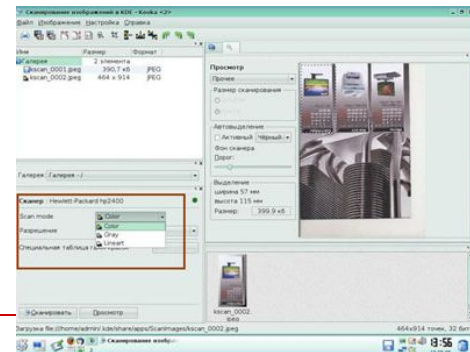 Сканирование изображений в KDE - Kooka <2>
Файл Изображение Настройка Справка
Имя Размер Формат
Галерея 2 элемента
kscan_0001.jpeg 390,7 кб JPEG
kscan_0002.jpeg 464 x 914 JPEG
Галерея: Галерея -/
Сканер : Hewlett-Packard hp2400
Scan mode Color
Color
Gray
Lineart
Разрешение
Специальная таблица
Сканировать Просмотр
Просмотр
Прочее
Размер сканирования
Автовыделение
Активный Чёрный
Фон сканера
Порог:
Выделение
ширина 57 мм
высота 115 мм
Размер: 399.9 кб
kscan_0002.
jpeg
Загрузка file:/home/admin/.kde/share/apps/ScanImages/kscan_0002.jpeg 464x914 точек, 32 бит
Сканирование изобр